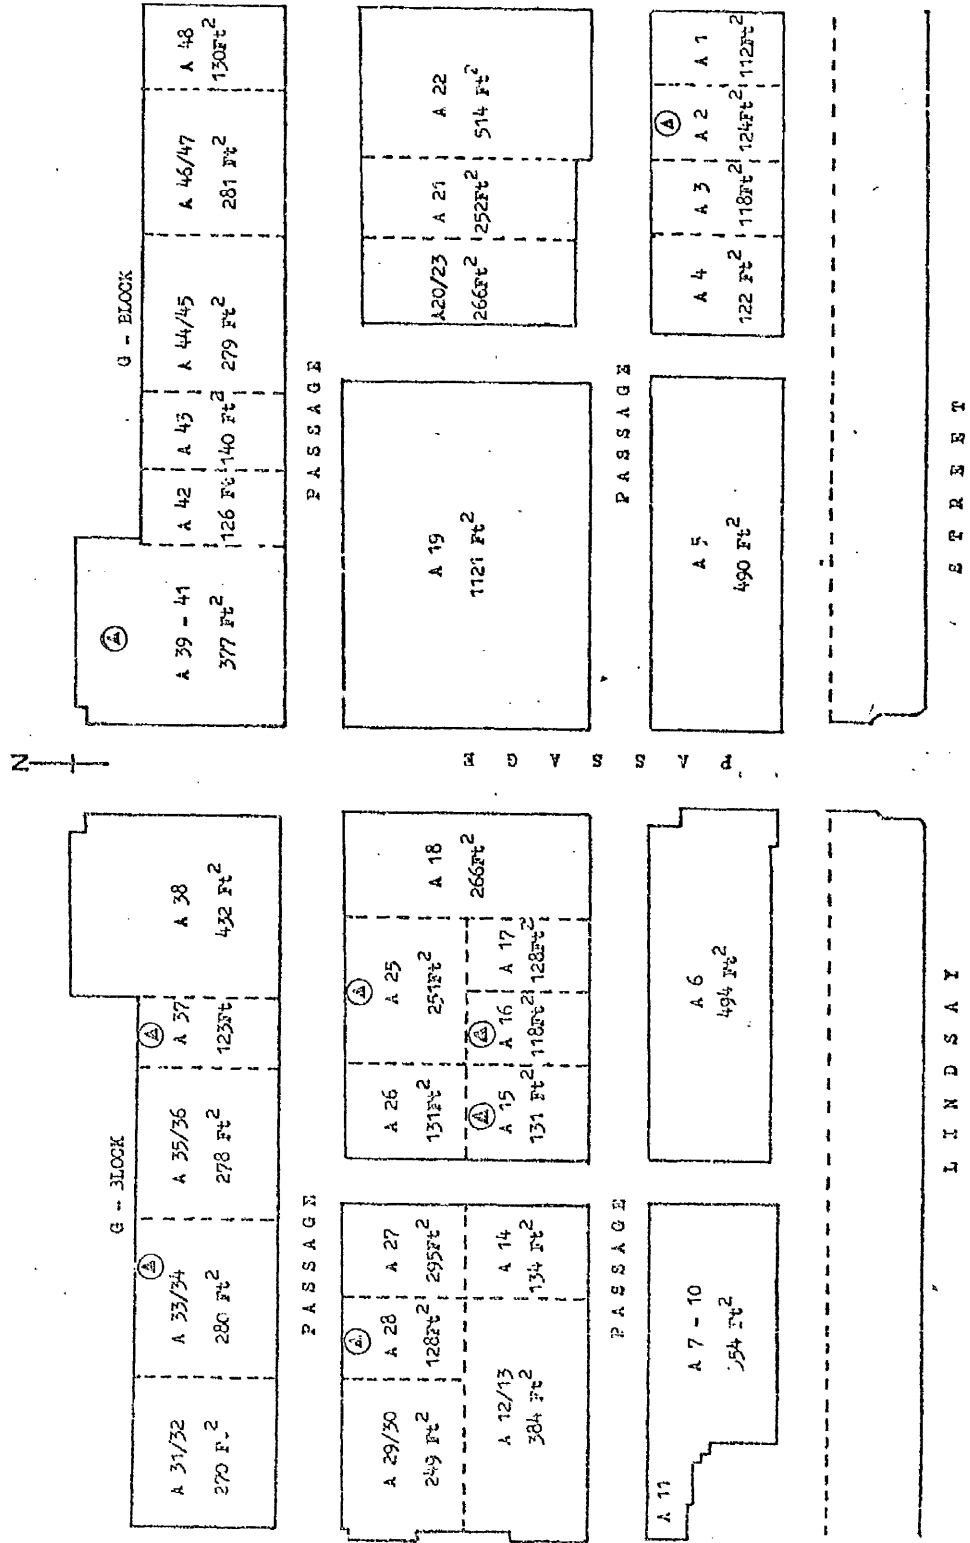 G - BLOCK
G - BLOCK
A 31/32
270 F.²
A 33/34
280 Ft²
A 35/36
278 Ft²
A 37
123Ft
A 38
432 Ft²
N
A 39 - 41
377 Ft²
A 42
126 Ft²
A 43
140 Ft²
A 44/45
279 Ft²
A 46/47
281 Ft²
A 48
130Ft²
PASSAGE
PASSAGE
A 29/30
249 Ft²
A 28
128Ft²
A 27
295Ft²
A 12/13
384 Ft²
A 14
134 Ft²
A 26
131Ft²
A 25
251Ft²
A 15
131 Ft²
A 16
118Ft²
A 17
128Ft²
A 18
266Ft²
PASSAGE
A 19
1121 Ft²
A20/23
266Ft²
A 21
252Ft²
A 22
514 Ft²
PASSAGE
PASSAGE
A 11
A 7 - 10
54 Ft²
A 6
494 Ft²
A 5
490 Ft²
A 4
122 Ft²
A 3
118Ft²
A 2
124Ft²
A 1
112Ft²
LINDSAY STREET